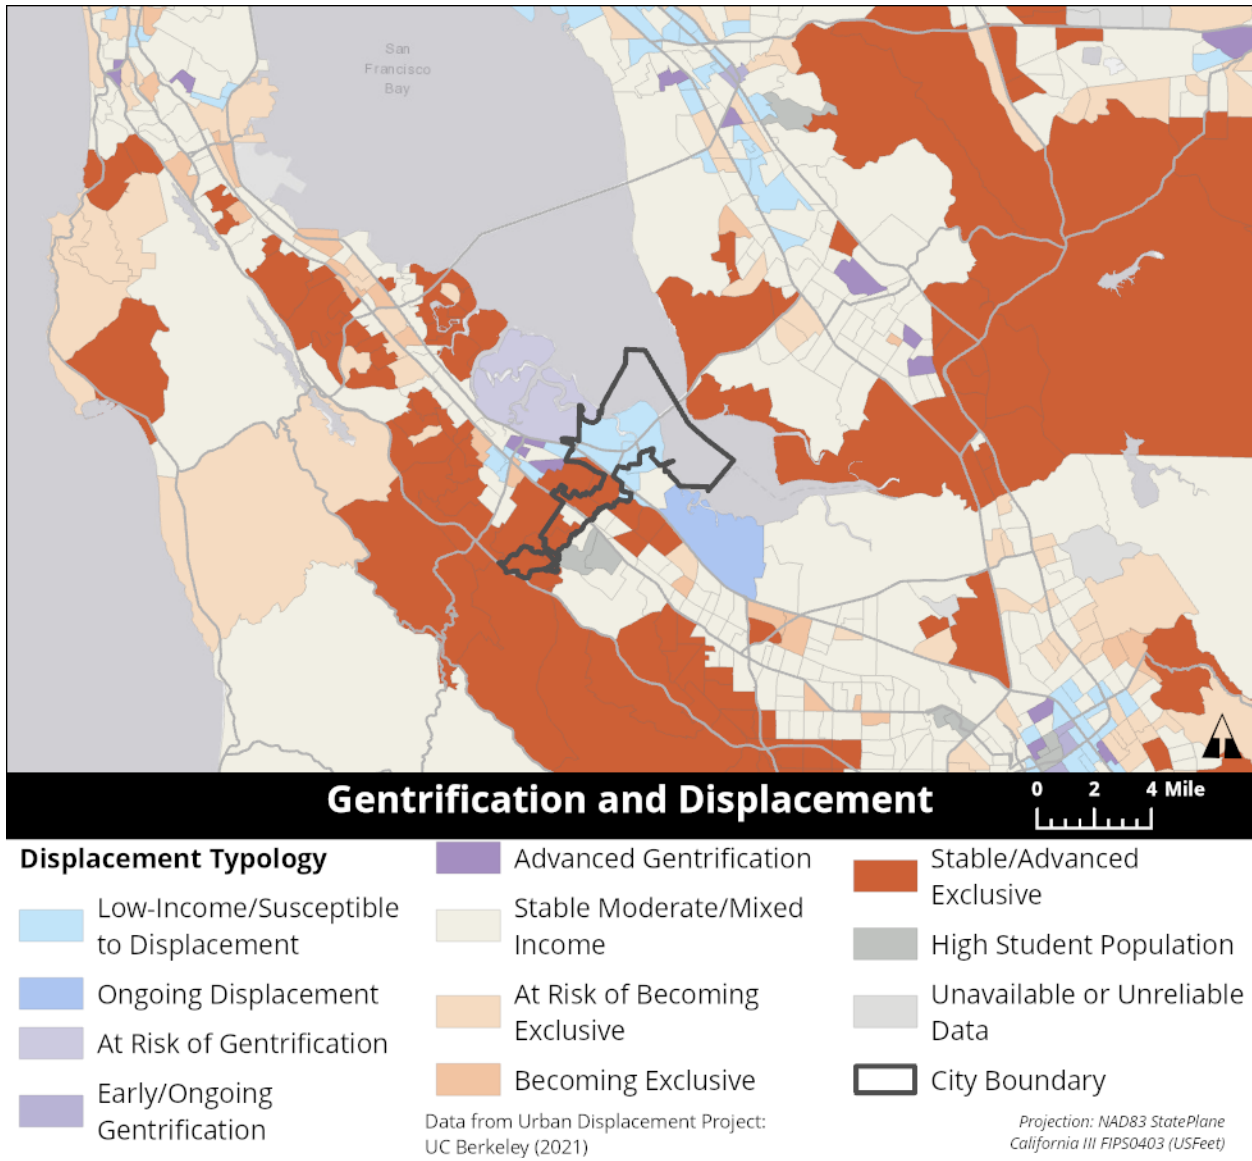 San
Francisco
Bay
Gentrification and Displacement
0 2 4 Mile
Displacement Typology
Low-Income/Susceptible
to Displacement
Ongoing Displacement
At Risk of Gentrification
Early/Ongoing
Gentrification
Advanced Gentrification
Stable Moderate/Mixed
Income
At Risk of Becoming
Exclusive
Becoming Exclusive
Data from Urban Displacement Project:
UC Berkeley (2021)
Stable/Advanced
Exclusive
High Student Population
Unavailable or Unreliable
Data
City Boundary
Projection: NAD83 StatePlane
California III FIPS0403 (USFeet)